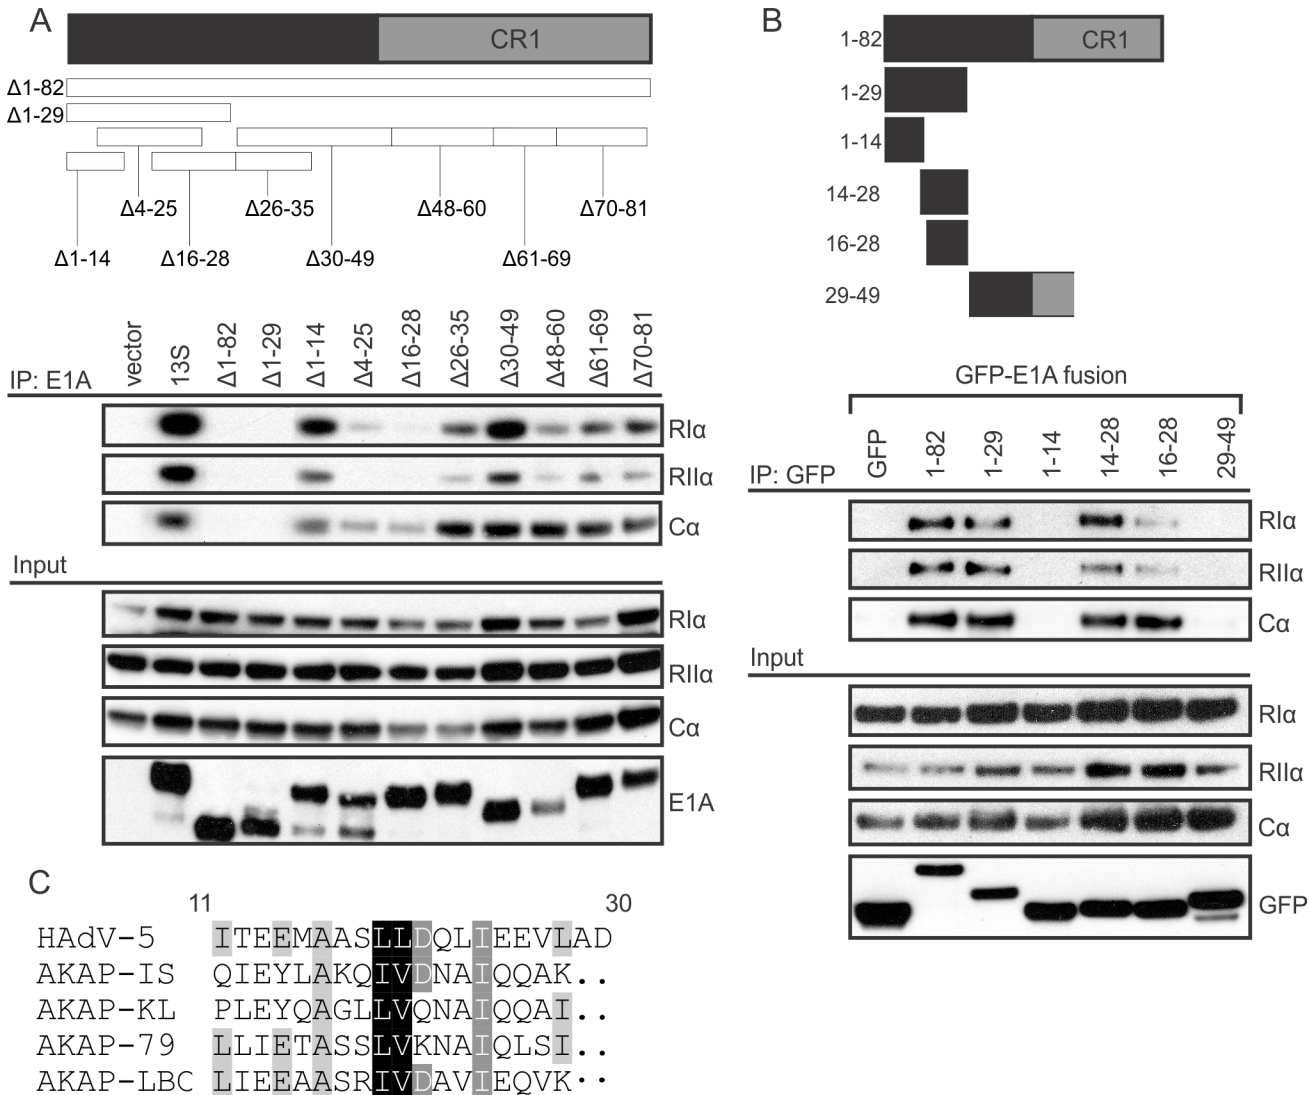 A
CR1
Δ1-82
Δ1-29
Δ4-25
Δ26-35
Δ48-60
Δ70-81
Δ1-14
Δ16-28
Δ30-49
Δ61-69
IP: E1A
vector
13S
Δ1-82
Δ1-29
Δ1-14
Δ4-25
Δ16-28
Δ26-35
Δ30-49
Δ48-60
Δ61-69
Δ70-81
RIα
RIIα
Cα
Input
RIα
RIIα
Cα
E1A
B
1-82
CR1
1-29
1-14
14-28
16-28
29-49
GFP-E1A fusion
IP: GFP
GFP
1-82
1-29
1-14
14-28
16-28
29-49
RIα
RIIα
Cα
Input
RIα
RIIα
Cα
GFP
C
11 30
HAdV-5 ITEEMAASLLDQLIEEVLAD
AKAP-IS QIEYLAKQIVDNAIQQAK..
AKAP-KL PLEYQAGLLVQNAIQQAI..
AKAP-79 LLIETASSLVKNAIQLSI..
AKAP-LBC LIEEAASRIVDAVIEQVK..